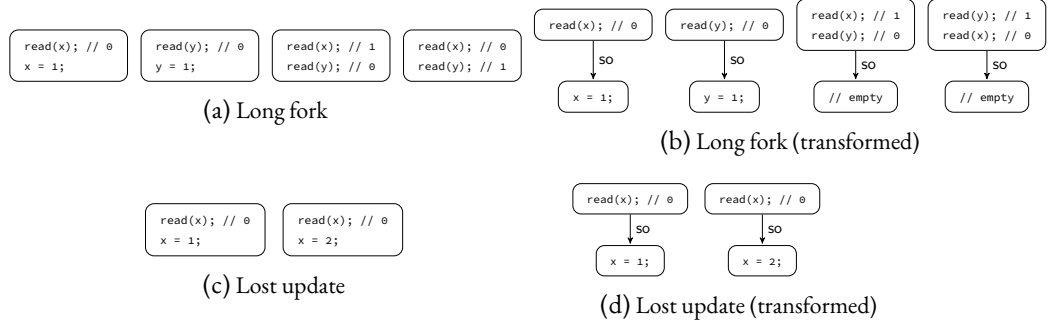 read(x); // 0
x = 1;
read(y); // 0
y = 1;
read(x); // 1
read(y); // 0
read(x); // 0
read(y); // 1
(a) Long fork
read(x); // 0
so
x = 1;
read(y); // 0
so
y = 1;
read(x); // 1
read(y); // 0
so
// empty
read(y); // 1
read(x); // 0
so
// empty
(b) Long fork (transformed)
read(x); // 0
x = 1;
read(x); // 0
x = 2;
(c) Lost update
read(x); // 0
so
x = 1;
read(x); // 0
so
x = 2;
(d) Lost update (transformed)